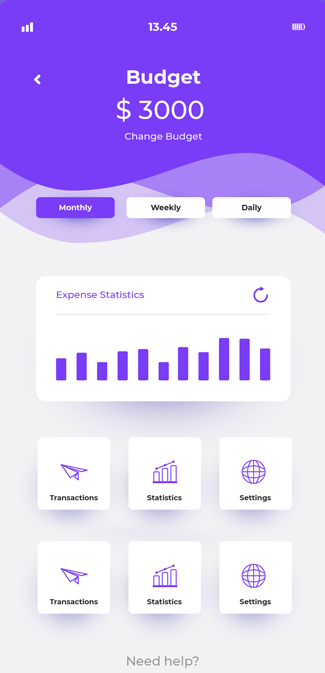 13.45
Budget
$ 3000
Change Budget
Monthly Weekly Daily
Expense Statistics
Transactions Statistics Settings
Transactions Statistics Settings
Need help?